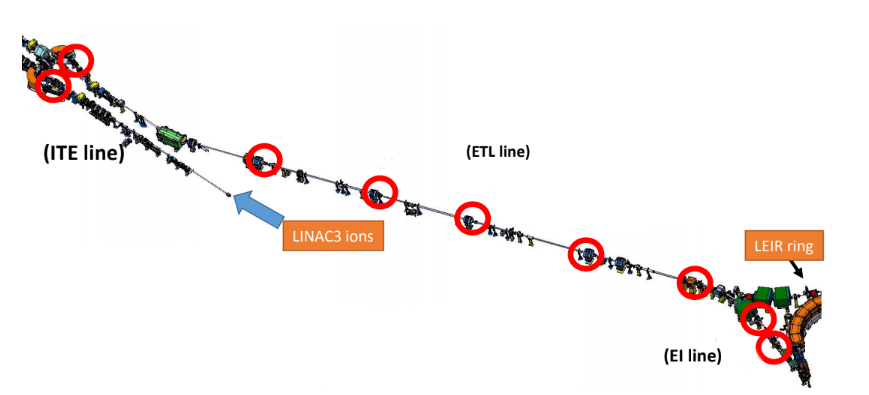 (ITE line)
(ETL line)
LINAC3 ions
LEIR ring
(EI line)